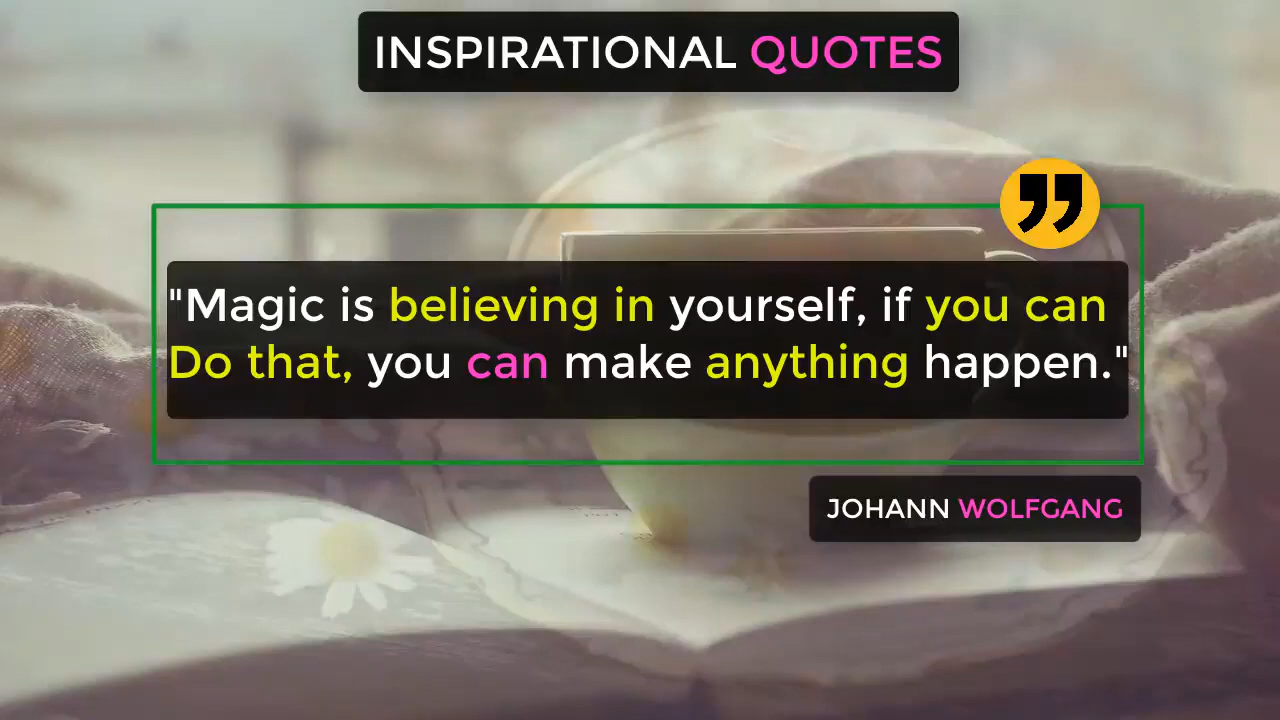 INSPIRATIONAL QUOTES
"Magic is believing in yourself, if you can
Do that, you can make anything happen."
JOHANN WOLFGANG